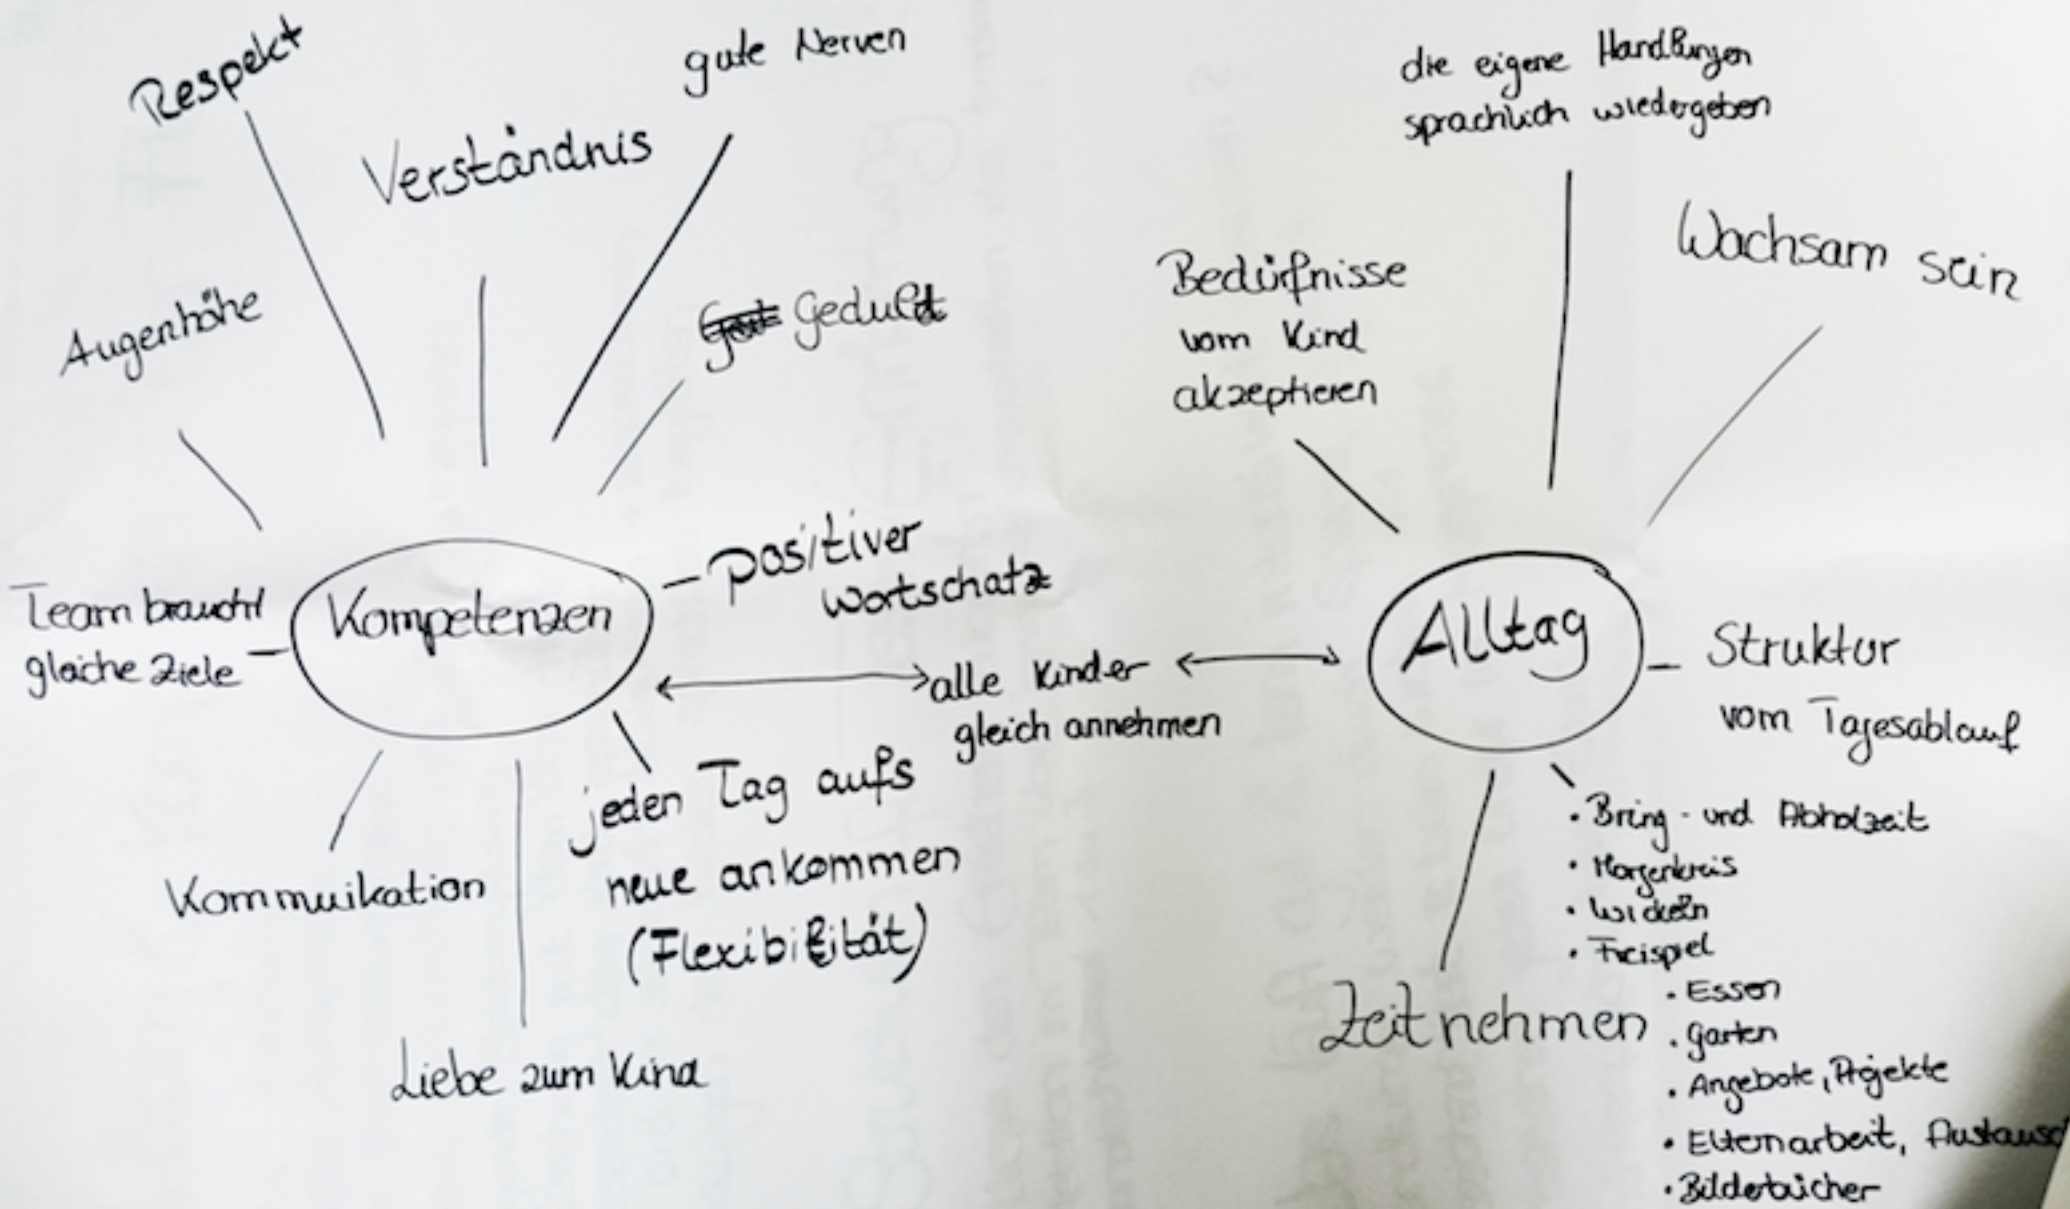 Respekt
Verständnis
gute Nerven
Augenhöhe
Geduld
Team braucht
gleiche Ziele
Kompetenzen
positiver
Wortschatz
alle Kinder
gleich annehmen
jeden Tag aufs
neue ankommen
(Flexibilität)
Kommuikation
Liebe zum Kind
die eigene Handlungen
sprachlich wiedergeben
Bedürfnisse
vom Kind
akzeptieren
Wachsam sein
Alltag
Struktur
vom Tagesablauf
• Bring- und Abholzeit
• Morgenkreis
• Wickeln
• Freispiel
• Essen
• Garten
• Angebote, Projekte
• Elternarbeit, Austausc
• Bilderbücher
Zeit nehmen